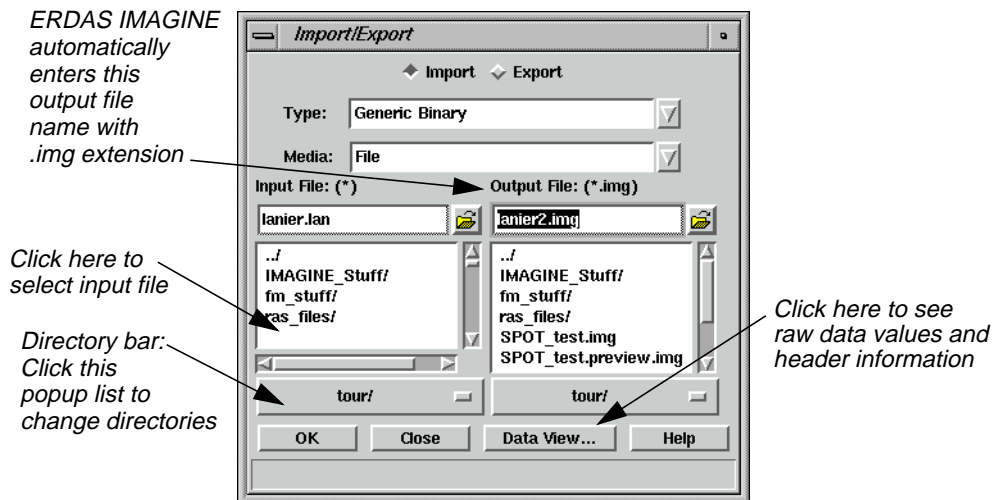 ERDAS IMAGINE
automatically
enters this
output file
name with
.img extension
Import/Export
Import Export
Type: Generic Binary
Media: File
Input File: (*) Output File: (*.img)
lanier.lan lanier2.img
../
IMAGINE_Stuff/
fm_stuff/
ras_files/
../
IMAGINE_Stuff/
fm_stuff/
ras_files/
SPOT_test.img
SPOT_test.preview.img
tour/ tour/
OK Close Data View... Help
Click here to
select input file
Directory bar:
Click this
popup list to
change directories
Click here to see
raw data values and
header information